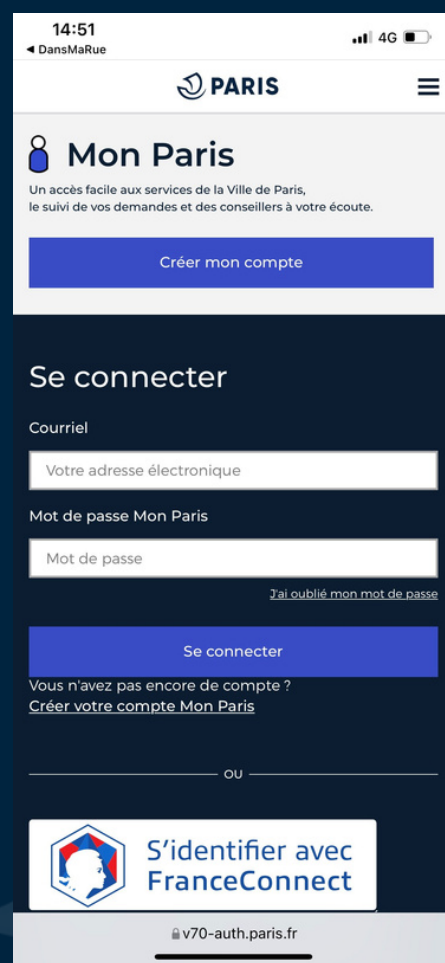 14:51
4G
◀ DansMaRue
PARIS
Mon Paris
Un accès facile aux services de la Ville de Paris,
le suivi de vos demandes et des conseillers à votre écoute.
Créer mon compte
Se connecter
Courriel
Votre adresse électronique
Mot de passe Mon Paris
Mot de passe
J'ai oublié mon mot de passe
Se connecter
Vous n'avez pas encore de compte ?
Créer votre compte Mon Paris
OU
S'identifier avec
FranceConnect
v70-auth.paris.fr